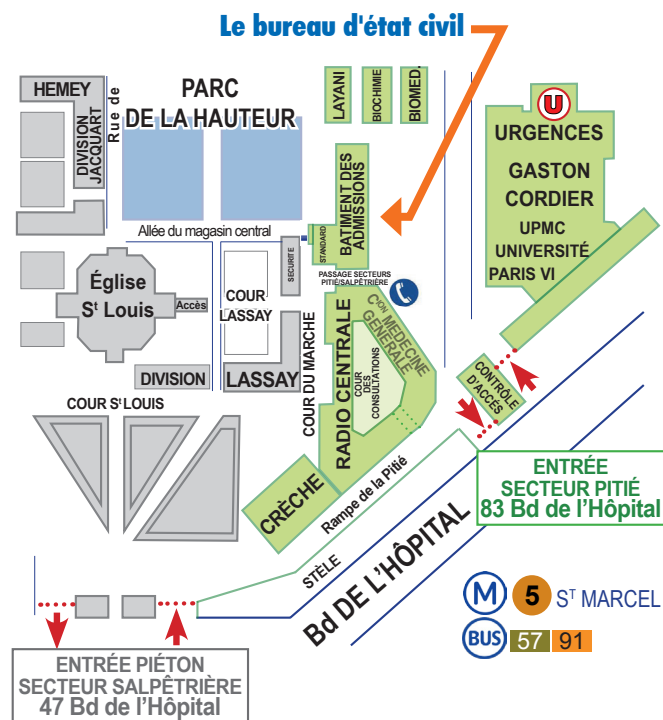 Le bureau d'état civil
HEMEY
DIVISION
JACQUART
Rue de
PARC
DE LA HAUTEUR
LAYANI
BIOCHIMIE
BIOMED.
U
URGENCES
GASTON
CORDIER
UPMC
UNIVERSITÉ
PARIS VI
BATIMENT DES
ADMISSIONS
STANDARD
Allée du magasin central
SECURITE
PASSAGE SECTEURS
PITIÉ/SALPÊTRIÈRE
Église
Sᵗ Louis
Accès
COUR
LASSAY
DIVISION
LASSAY
COUR DU MARCHE
RADIO CENTRALE
Cᴵᴼᴺ MEDECINE
GENERALE
COUR
DES
CONSULTATIONS
CONTRÔLE
D'ACCÉS
COUR Sᵗ LOUIS
CRÈCHE
Rampe de la Pitié
STÈLE
Bd DE L'HÔPITAL
ENTRÉE
SECTEUR PITIÉ
83 Bd de l'Hôpital
M 5 Sᵀ MARCEL
BUS 57 91
ENTRÉE PIÉTON
SECTEUR SALPÊTRIÈRE
47 Bd de l'Hôpital